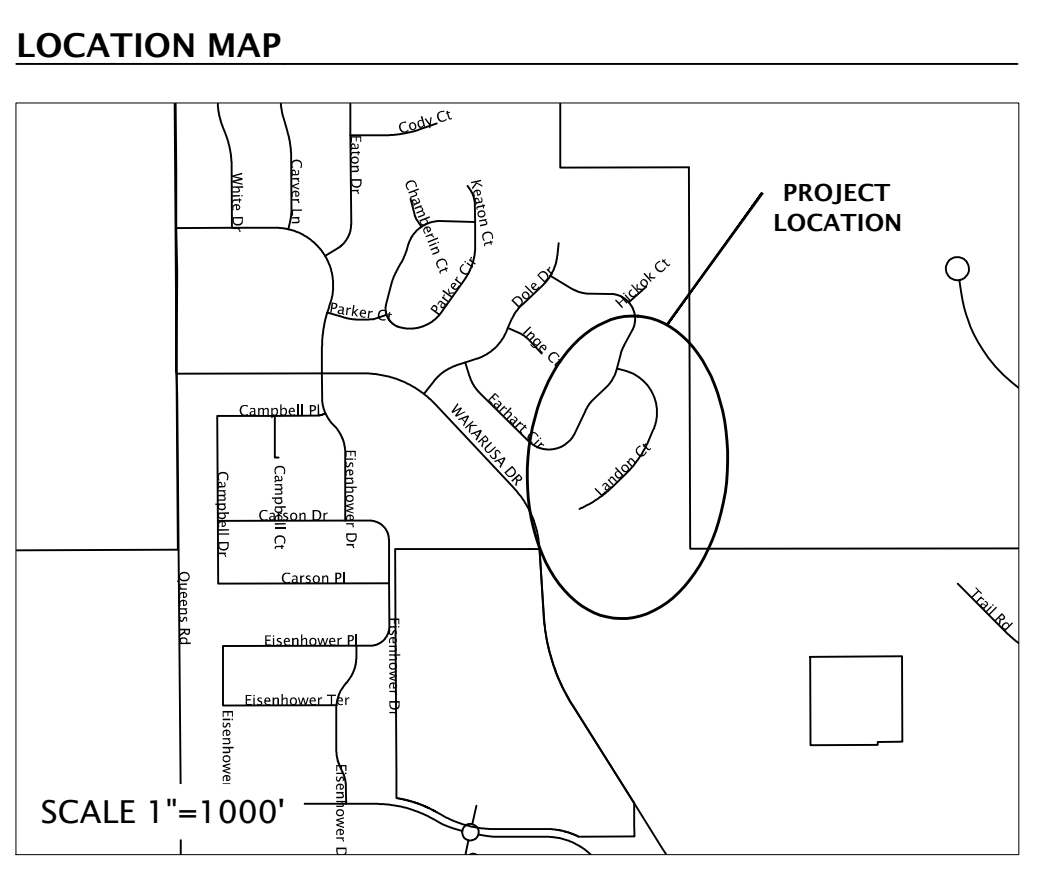 LOCATION MAP
Cody Ct
Eaton Dr
Carver Ln
White Dr
Chamberlin Ct
Keaton Ct
PROJECT
LOCATION
Parker Cir
Parker Ct
Dole Dr
Hickok Ct
Inge Ct
Earhart Cir
WAKARUSA DR
Landon Ct
Campbell Pl
Eisenhower Dr
Campbell Ct
Campbell Dr
Carson Dr
Carson Pl
Queens Rd
Eisenhower Pl
Eisenhower Dr
Eisenhower Ter
Eisenhower
Eisenhower D
Trail Rd
SCALE 1"=1000'